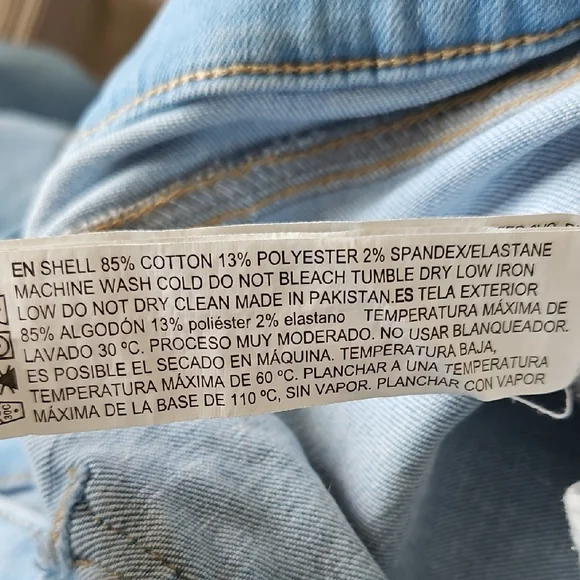 EN SHELL 85% COTTON 13% POLYESTER 2% SPANDEX/ELASTANE
MACHINE WASH COLD DO NOT BLEACH TUMBLE DRY LOW IRON
LOW DO NOT DRY CLEAN MADE IN PAKISTAN.ES TELA EXTERIOR
85% ALGODÓN 13% poliéster 2% elastano TEMPERATURA MÁXIMA DE
LAVADO 30 ºC. PROCESO MUY MODERADO. NO USAR BLANQUEADOR.
ES POSIBLE EL SECADO EN MÁQUINA. TEMPERATURA BAJA,
TEMPERATURA MÁXIMA DE 60 ºC. PLANCHAR A UNA TEMPERATURA
MÁXIMA DE LA BASE DE 110 ºC, SIN VAPOR. PLANCHAR CON VAPOR
30C